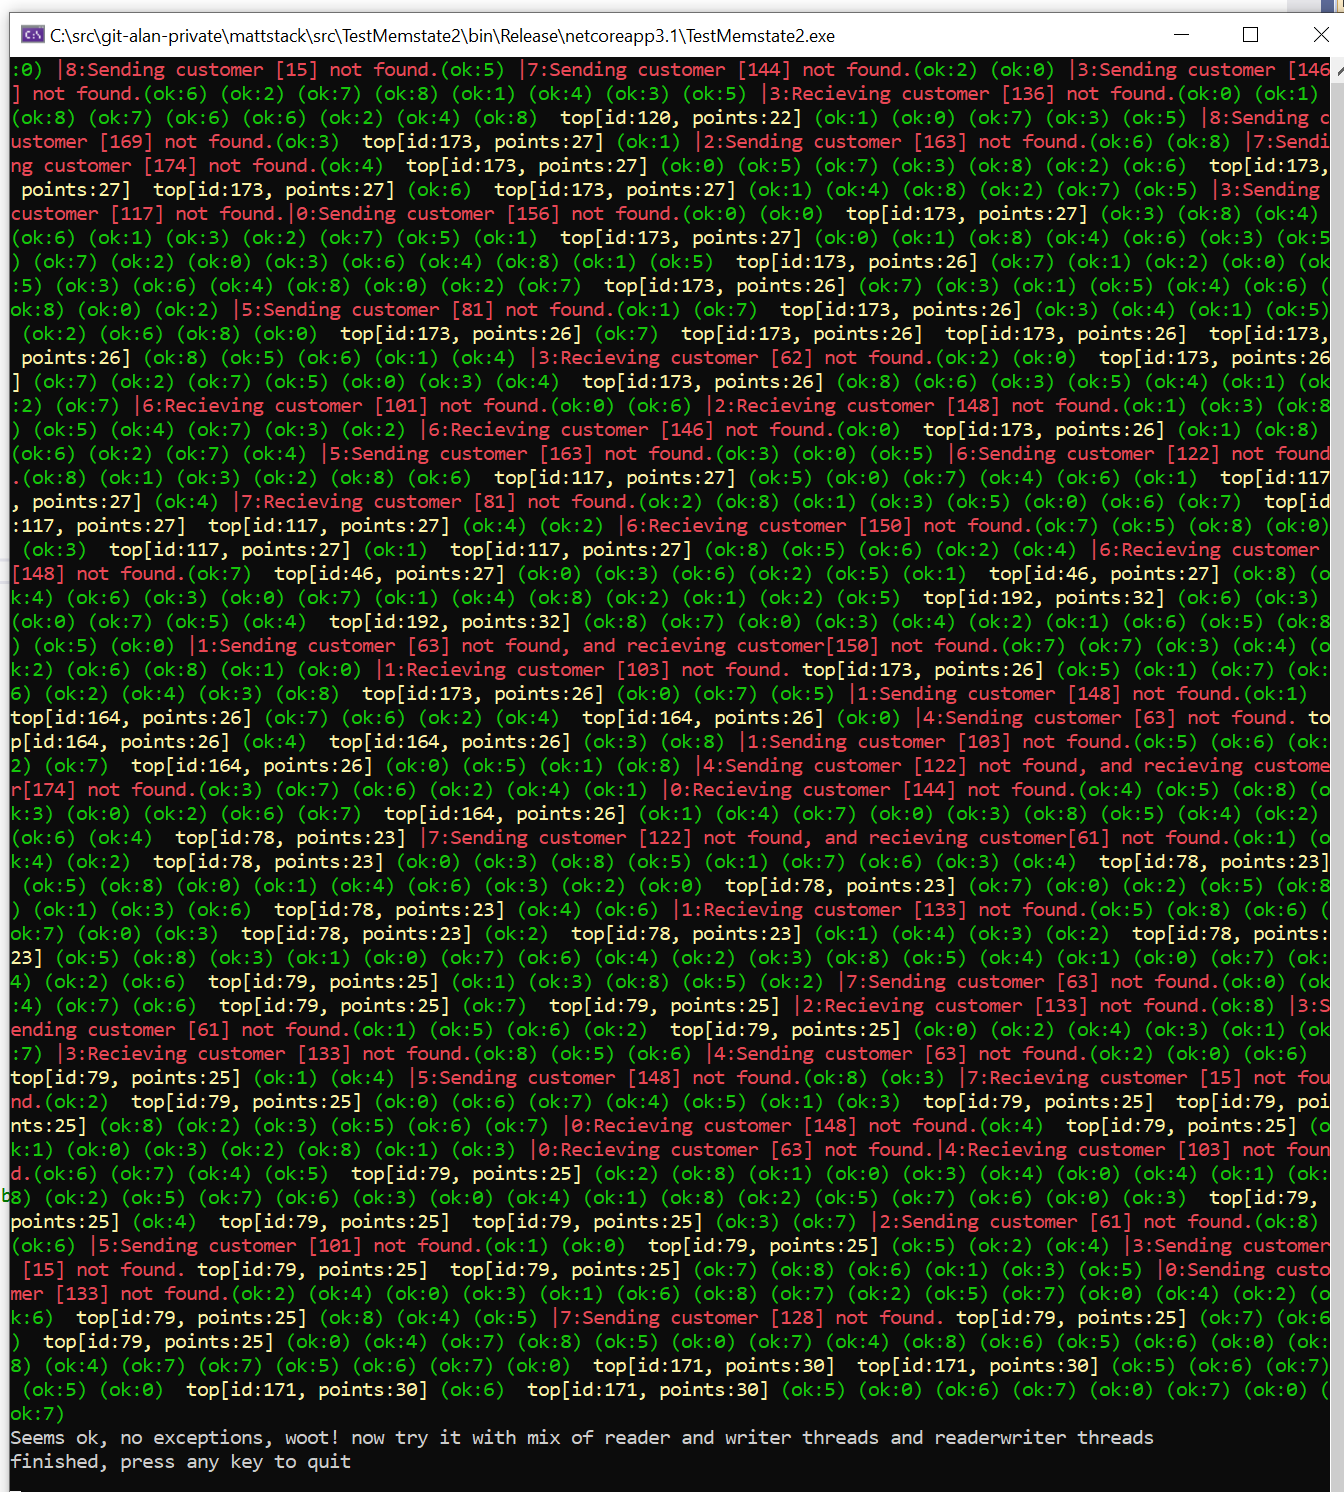 C:\src\git-alan-private\mattstack\src\TestMemstate2\bin\Release\netcoreapp3.1\TestMemstate2.exe
:0) |8:Sending customer [15] not found.(ok:5) |7:Sending customer [144] not found.(ok:2) (ok:0) |3:Sending customer [146
] not found.(ok:6) (ok:2) (ok:7) (ok:8) (ok:1) (ok:4) (ok:3) (ok:5) |3:Recieving customer [136] not found.(ok:0) (ok:1)
(ok:8) (ok:7) (ok:6) (ok:6) (ok:2) (ok:4) (ok:8)  top[id:120, points:22] (ok:1) (ok:0) (ok:7) (ok:3) (ok:5) |8:Sending c
ustomer [169] not found.(ok:3)  top[id:173, points:27] (ok:1) |2:Sending customer [163] not found.(ok:6) (ok:8) |7:Sendi
ng customer [174] not found.(ok:4)  top[id:173, points:27] (ok:0) (ok:5) (ok:7) (ok:3) (ok:8) (ok:2) (ok:6)  top[id:173,
 points:27]  top[id:173, points:27] (ok:6)  top[id:173, points:27] (ok:1) (ok:4) (ok:8) (ok:2) (ok:7) (ok:5) |3:Sending
customer [117] not found.|0:Sending customer [156] not found.(ok:0) (ok:0)  top[id:173, points:27] (ok:3) (ok:8) (ok:4)
(ok:6) (ok:1) (ok:3) (ok:2) (ok:7) (ok:5) (ok:1)  top[id:173, points:27] (ok:0) (ok:1) (ok:8) (ok:4) (ok:6) (ok:3) (ok:5
) (ok:7) (ok:2) (ok:0) (ok:3) (ok:6) (ok:4) (ok:8) (ok:1) (ok:5)  top[id:173, points:26] (ok:7) (ok:1) (ok:2) (ok:0) (ok
:5) (ok:3) (ok:6) (ok:4) (ok:8) (ok:0) (ok:2) (ok:7)  top[id:173, points:26] (ok:7) (ok:3) (ok:1) (ok:5) (ok:4) (ok:6) (
ok:8) (ok:0) (ok:2) |5:Sending customer [81] not found.(ok:1) (ok:7)  top[id:173, points:26] (ok:3) (ok:4) (ok:1) (ok:5)
 (ok:2) (ok:6) (ok:8) (ok:0)  top[id:173, points:26] (ok:7)  top[id:173, points:26]  top[id:173, points:26]  top[id:173,
 points:26] (ok:8) (ok:5) (ok:6) (ok:1) (ok:4) |3:Recieving customer [62] not found.(ok:2) (ok:0)  top[id:173, points:26
] (ok:7) (ok:2) (ok:7) (ok:5) (ok:0) (ok:3) (ok:4)  top[id:173, points:26] (ok:8) (ok:6) (ok:3) (ok:5) (ok:4) (ok:1) (ok
:2) (ok:7) |6:Recieving customer [101] not found.(ok:0) (ok:6) |2:Recieving customer [148] not found.(ok:1) (ok:3) (ok:8
) (ok:5) (ok:4) (ok:7) (ok:3) (ok:2) |6:Recieving customer [146] not found.(ok:0)  top[id:173, points:26] (ok:1) (ok:8)
(ok:6) (ok:2) (ok:7) (ok:4) |5:Sending customer [163] not found.(ok:3) (ok:0) (ok:5) |6:Sending customer [122] not found
.(ok:8) (ok:1) (ok:3) (ok:2) (ok:8) (ok:6)  top[id:117, points:27] (ok:5) (ok:0) (ok:7) (ok:4) (ok:6) (ok:1)  top[id:117
, points:27] (ok:4) |7:Recieving customer [81] not found.(ok:2) (ok:8) (ok:1) (ok:3) (ok:5) (ok:0) (ok:6) (ok:7)  top[id
:117, points:27]  top[id:117, points:27] (ok:4) (ok:2) |6:Recieving customer [150] not found.(ok:7) (ok:5) (ok:8) (ok:0)
 (ok:3)  top[id:117, points:27] (ok:1)  top[id:117, points:27] (ok:8) (ok:5) (ok:6) (ok:2) (ok:4) |6:Recieving customer
[148] not found.(ok:7)  top[id:46, points:27] (ok:0) (ok:3) (ok:6) (ok:2) (ok:5) (ok:1)  top[id:46, points:27] (ok:8) (o
k:4) (ok:6) (ok:3) (ok:0) (ok:7) (ok:1) (ok:4) (ok:8) (ok:2) (ok:1) (ok:2) (ok:5)  top[id:192, points:32] (ok:6) (ok:3)
(ok:0) (ok:7) (ok:5) (ok:4)  top[id:192, points:32] (ok:8) (ok:7) (ok:0) (ok:3) (ok:4) (ok:2) (ok:1) (ok:6) (ok:5) (ok:8
) (ok:5) (ok:0) |1:Sending customer [63] not found, and recieving customer[150] not found.(ok:7) (ok:7) (ok:3) (ok:4) (o
k:2) (ok:6) (ok:8) (ok:1) (ok:0) |1:Recieving customer [103] not found. top[id:173, points:26] (ok:5) (ok:1) (ok:7) (ok:
6) (ok:2) (ok:4) (ok:3) (ok:8)  top[id:173, points:26] (ok:0) (ok:7) (ok:5) |1:Sending customer [148] not found.(ok:1)
top[id:164, points:26] (ok:7) (ok:6) (ok:2) (ok:4)  top[id:164, points:26] (ok:0) |4:Sending customer [63] not found. to
p[id:164, points:26] (ok:4)  top[id:164, points:26] (ok:3) (ok:8) |1:Sending customer [103] not found.(ok:5) (ok:6) (ok:
2) (ok:7)  top[id:164, points:26] (ok:0) (ok:5) (ok:1) (ok:8) |4:Sending customer [122] not found, and recieving custome
r[174] not found.(ok:3) (ok:7) (ok:6) (ok:2) (ok:4) (ok:1) |0:Recieving customer [144] not found.(ok:4) (ok:5) (ok:8) (o
k:3) (ok:0) (ok:2) (ok:6) (ok:7)  top[id:164, points:26] (ok:1) (ok:4) (ok:7) (ok:0) (ok:3) (ok:8) (ok:5) (ok:4) (ok:2)
(ok:6) (ok:4)  top[id:78, points:23] |7:Sending customer [122] not found, and recieving customer[61] not found.(ok:1) (o
k:4) (ok:2)  top[id:78, points:23] (ok:0) (ok:3) (ok:8) (ok:5) (ok:1) (ok:7) (ok:6) (ok:3) (ok:4)  top[id:78, points:23]
 (ok:5) (ok:8) (ok:0) (ok:1) (ok:4) (ok:6) (ok:3) (ok:2) (ok:0)  top[id:78, points:23] (ok:7) (ok:0) (ok:2) (ok:5) (ok:8
) (ok:1) (ok:3) (ok:6)  top[id:78, points:23] (ok:4) (ok:6) |1:Recieving customer [133] not found.(ok:5) (ok:8) (ok:6) (
ok:7) (ok:0) (ok:3)  top[id:78, points:23] (ok:2)  top[id:78, points:23] (ok:1) (ok:4) (ok:3) (ok:2)  top[id:78, points:
23] (ok:5) (ok:8) (ok:3) (ok:1) (ok:0) (ok:7) (ok:6) (ok:4) (ok:2) (ok:3) (ok:8) (ok:5) (ok:4) (ok:1) (ok:0) (ok:7) (ok:
4) (ok:2) (ok:6)  top[id:79, points:25] (ok:1) (ok:3) (ok:8) (ok:5) (ok:2) |7:Sending customer [63] not found.(ok:0) (ok
:4) (ok:7) (ok:6)  top[id:79, points:25] (ok:7)  top[id:79, points:25] |2:Recieving customer [133] not found.(ok:8) |3:S
ending customer [61] not found.(ok:1) (ok:5) (ok:6) (ok:2)  top[id:79, points:25] (ok:0) (ok:2) (ok:4) (ok:3) (ok:1) (ok
:7) |3:Recieving customer [133] not found.(ok:8) (ok:5) (ok:6) |4:Sending customer [63] not found.(ok:2) (ok:0) (ok:6)
top[id:79, points:25] (ok:1) (ok:4) |5:Sending customer [148] not found.(ok:8) (ok:3) |7:Recieving customer [15] not fou
nd.(ok:2)  top[id:79, points:25] (ok:0) (ok:6) (ok:7) (ok:4) (ok:5) (ok:1) (ok:3)  top[id:79, points:25]  top[id:79, poi
nts:25] (ok:8) (ok:2) (ok:3) (ok:5) (ok:6) (ok:7) |0:Recieving customer [148] not found.(ok:4)  top[id:79, points:25] (o
k:1) (ok:0) (ok:3) (ok:2) (ok:8) (ok:1) (ok:3) |0:Recieving customer [63] not found.|4:Recieving customer [103] not foun
d.(ok:6) (ok:7) (ok:4) (ok:5)  top[id:79, points:25] (ok:2) (ok:8) (ok:1) (ok:0) (ok:3) (ok:4) (ok:0) (ok:4) (ok:1) (ok:
8) (ok:2) (ok:5) (ok:7) (ok:6) (ok:3) (ok:0) (ok:4) (ok:1) (ok:8) (ok:2) (ok:5) (ok:7) (ok:6) (ok:0) (ok:3)  top[id:79,
points:25] (ok:4)  top[id:79, points:25]  top[id:79, points:25] (ok:3) (ok:7) |2:Sending customer [61] not found.(ok:8)
(ok:6) |5:Sending customer [101] not found.(ok:1) (ok:0)  top[id:79, points:25] (ok:5) (ok:2) (ok:4) |3:Sending customer
 [15] not found. top[id:79, points:25]  top[id:79, points:25] (ok:7) (ok:8) (ok:6) (ok:1) (ok:3) (ok:5) |0:Sending custo
mer [133] not found.(ok:2) (ok:4) (ok:0) (ok:3) (ok:1) (ok:6) (ok:8) (ok:7) (ok:2) (ok:5) (ok:7) (ok:0) (ok:4) (ok:2) (o
k:6)  top[id:79, points:25] (ok:8) (ok:4) (ok:5) |7:Sending customer [128] not found. top[id:79, points:25] (ok:7) (ok:6
)  top[id:79, points:25] (ok:0) (ok:4) (ok:7) (ok:8) (ok:5) (ok:0) (ok:7) (ok:4) (ok:8) (ok:5) (ok:6) (ok:0) (ok:
8) (ok:4) (ok:7) (ok:7) (ok:5) (ok:6) (ok:7) (ok:0)  top[id:171, points:30]  top[id:171, points:30] (ok:5) (ok:6) (ok:7)
 (ok:5) (ok:0)  top[id:171, points:30] (ok:6)  top[id:171, points:30] (ok:5) (ok:0) (ok:6) (ok:7) (ok:0) (ok:7) (ok:0) (
ok:7)
Seems ok, no exceptions, woot! now try it with mix of reader and writer threads and readerwriter threads
finished, press any key to quit